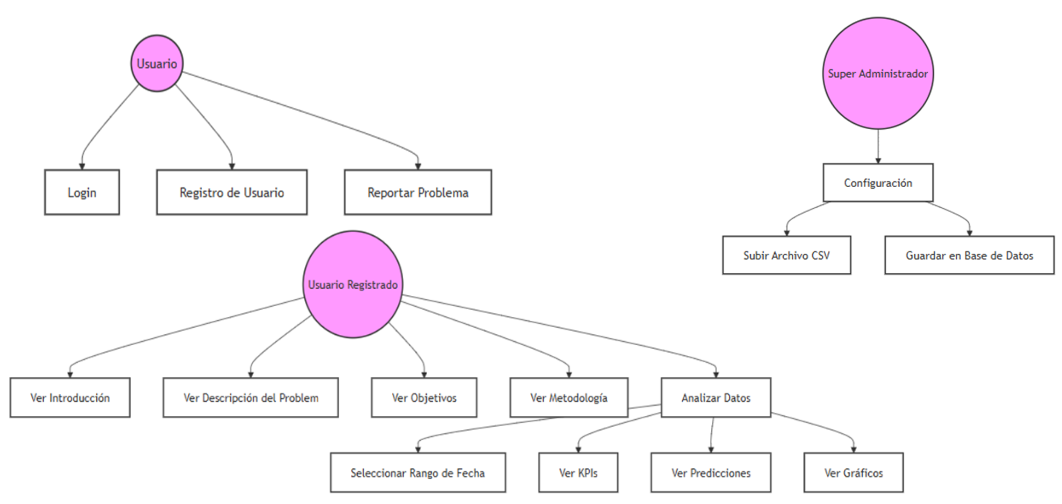 Usuario
Super Administrador
Login
Registro de Usuario
Reportar Problema
Configuración
Subir Archivo CSV
Guardar en Base de Datos
Usuario Registrado
Ver Introducción
Ver Descripción del Problem
Ver Objetivos
Ver Metodología
Analizar Datos
Seleccionar Rango de Fecha
Ver KPIs
Ver Predicciones
Ver Gráficos